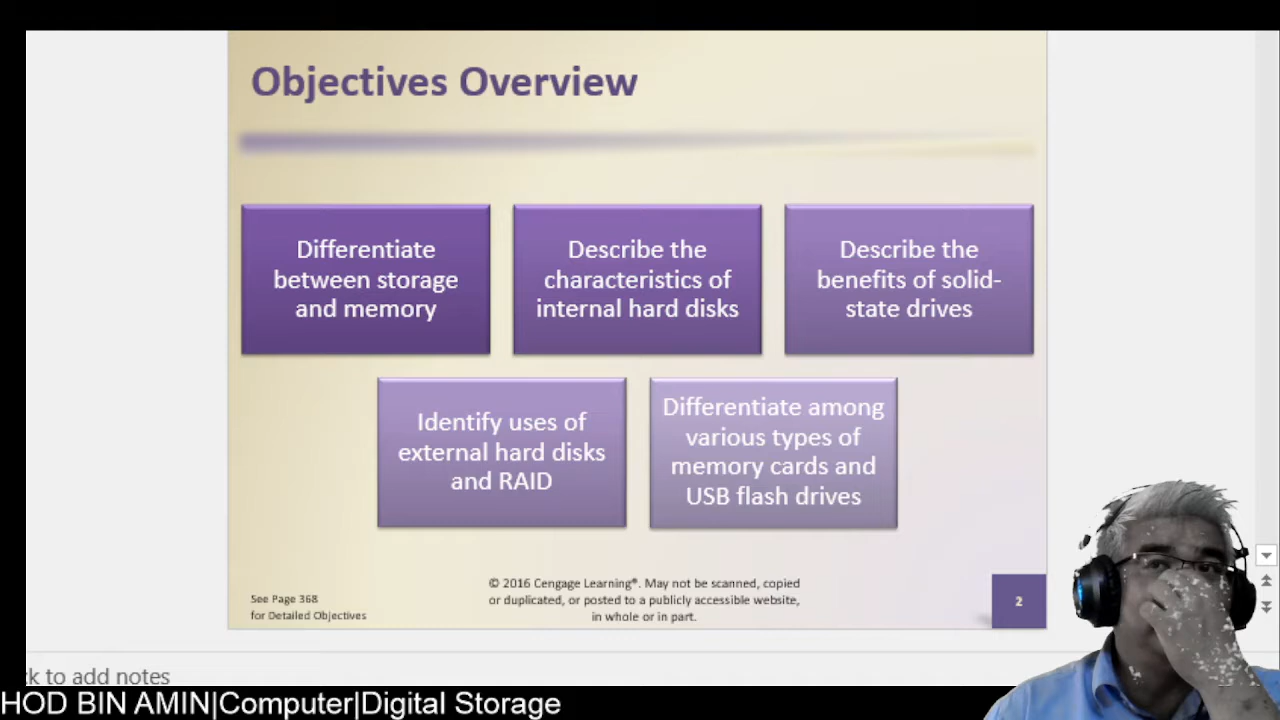 Objectives Overview
Differentiate
between storage
and memory
Describe the
characteristics of
internal hard disks
Describe the
benefits of solid-
state drives
Identify uses of
external hard disks
and RAID
Differentiate among
various types of
memory cards and
USB flash drives
See Page 368
for Detailed Objectives
© 2016 Cengage Learning®. May not be scanned, copied
or duplicated, or posted to a publicly accessible website,
in whole or in part.
2
to add notes
HOD BIN AMIN|Computer|Digital Storage